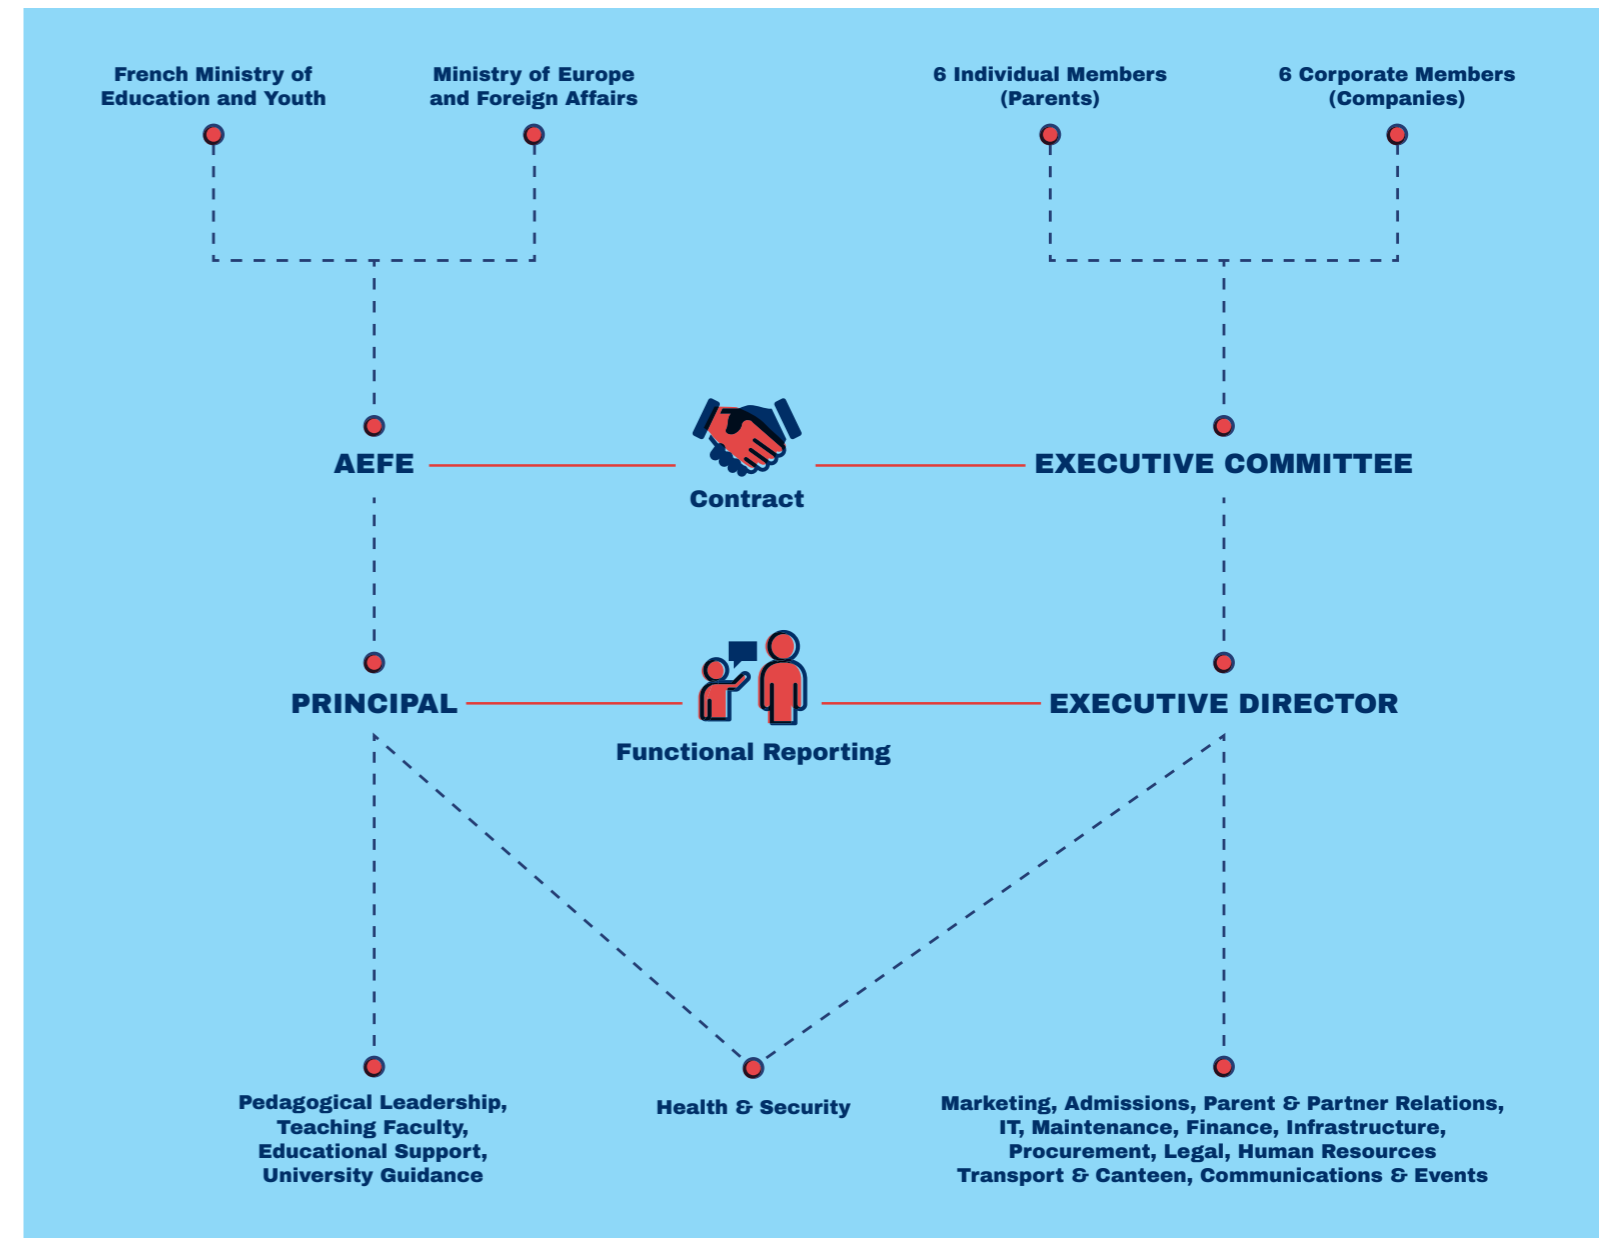 French Ministry of
Education and Youth
Ministry of Europe
and Foreign Affairs
6 Individual Members
(Parents)
6 Corporate Members
(Companies)
AEFE
Contract
EXECUTIVE COMMITTEE
PRINCIPAL
Functional Reporting
EXECUTIVE DIRECTOR
Pedagogical Leadership,
Teaching Faculty,
Educational Support,
University Guidance
Health & Security
Marketing, Admissions, Parent & Partner Relations,
IT, Maintenance, Finance, Infrastructure,
Procurement, Legal, Human Resources
Transport & Canteen, Communications & Events